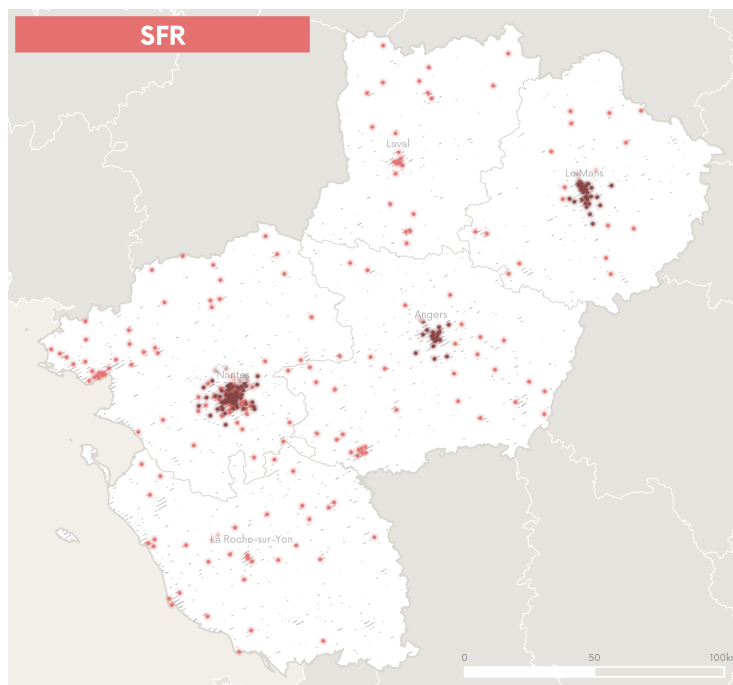 SFR
Laval
Le Mans
Angers
Nantes
La Roche-sur-Yon
0 50 100km